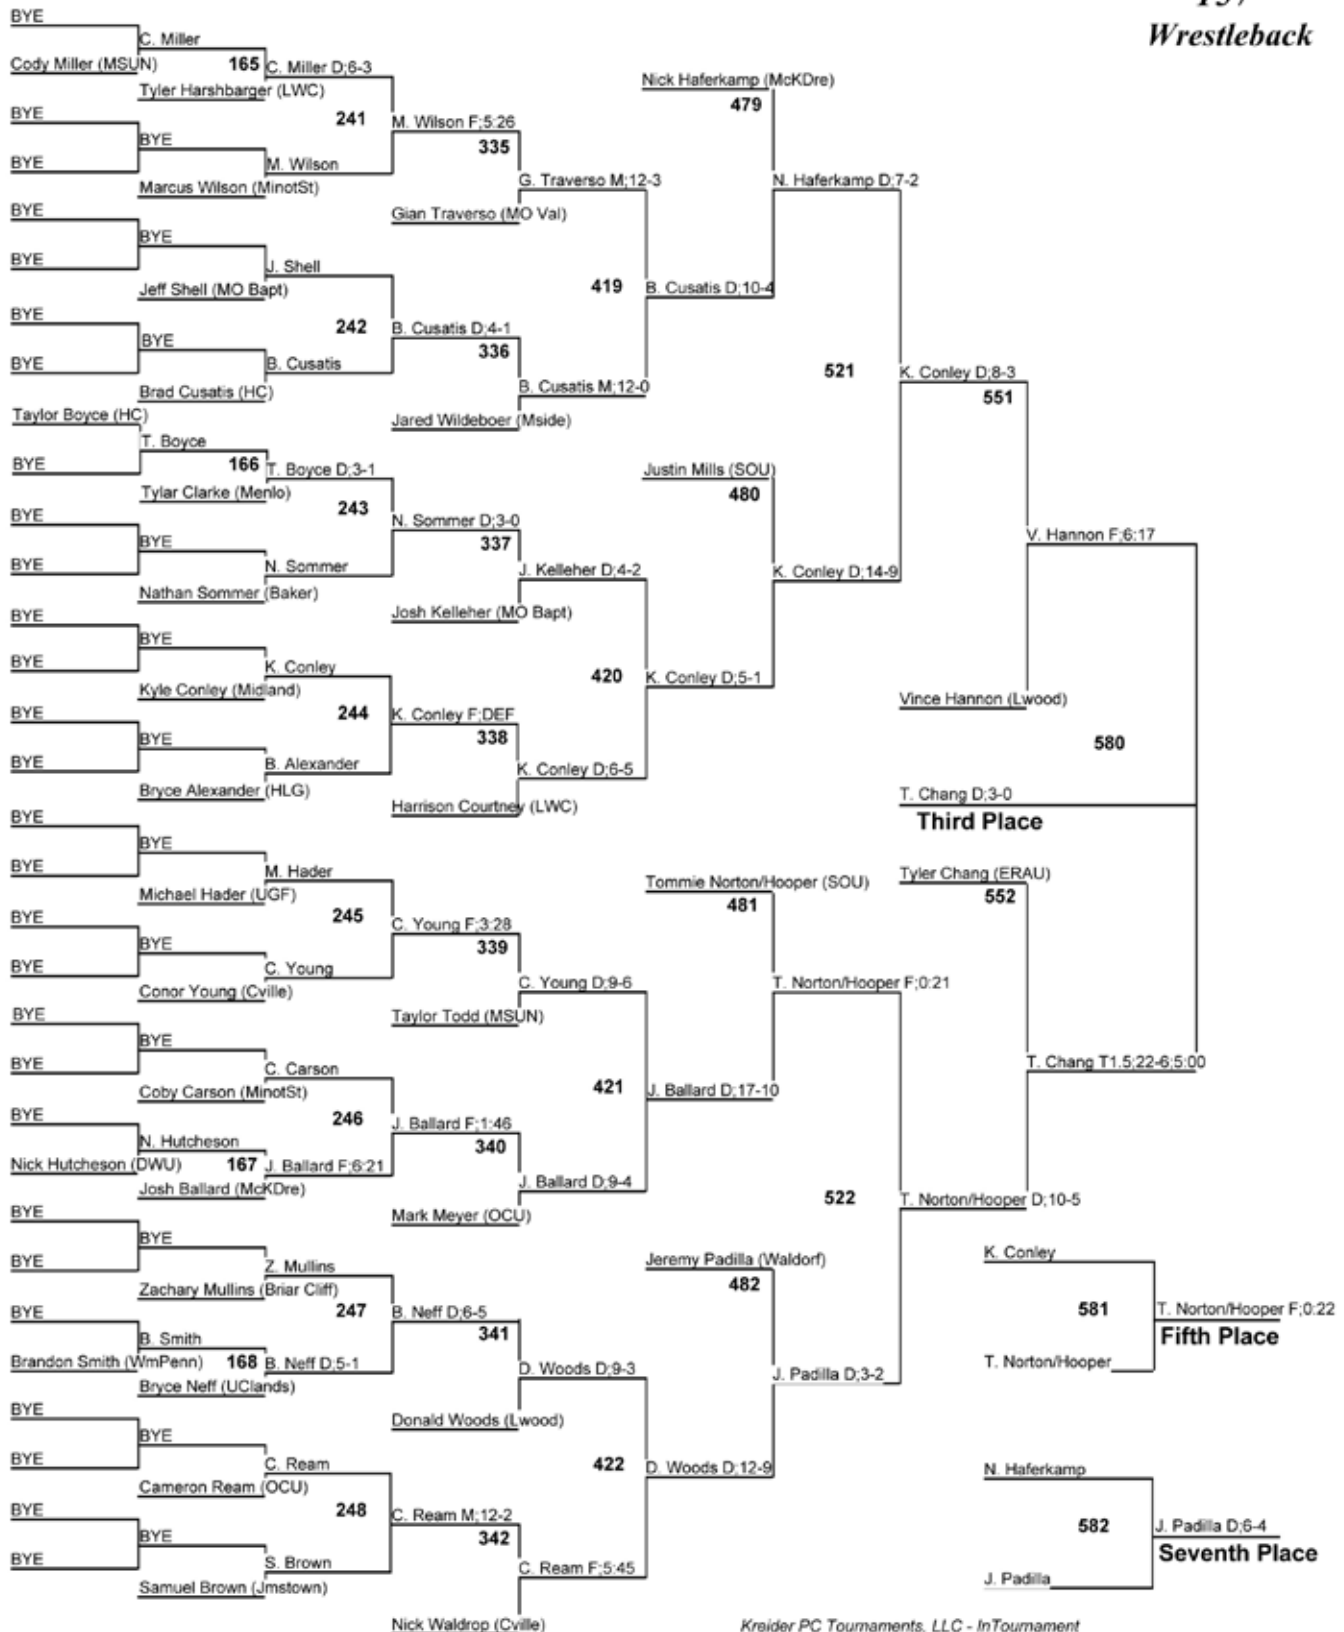 Wrestleback
BYE
C. Miller
Cody Miller (MSUN)
165
C. Miller D;6-3
Tyler Harshbarger (LWC)
Nick Haferkamp (McKDre)
479
BYE
241
M. Wilson F;5:26
BYE
335
BYE
M. Wilson
Marcus Wilson (MinotSt)
G. Traverso M;12-3
N. Haferkamp D;7-2
BYE
Gian Traverso (MO Val)
BYE
BYE
J. Shell
Jeff Shell (MO Bapt)
419
B. Cusatis D;10-4
BYE
242
B. Cusatis D;4-1
BYE
336
BYE
B. Cusatis
521
K. Conley D;8-3
Brad Cusatis (HC)
B. Cusatis M;12-0
551
Taylor Boyce (HC)
Jared Wildeboer (Mside)
T. Boyce
BYE
166
T. Boyce D;3-1
Justin Mills (SOU)
Tylar Clarke (Menlo)
480
243
BYE
N. Sommer D;3-0
BYE
337
V. Hannon F;6:17
BYE
N. Sommer
J. Kelleher D;4-2
K. Conley D;14-9
Nathan Sommer (Baker)
BYE
Josh Kelleher (MO Bapt)
BYE
BYE
K. Conley
420
K. Conley D;5-1
Kyle Conley (Midland)
Vince Hannon (Lwood)
BYE
244
K. Conley F;DEF
BYE
338
580
BYE
B. Alexander
K. Conley D;6-5
Bryce Alexander (HLG)
T. Chang D;3-0
Harrison Courtney (LWC)
BYE
Third Place
BYE
BYE
M. Hader
Tommie Norton/Hooper (SOU)
Tyler Chang (ERAU)
Michael Hader (UGF)
481
552
245
BYE
C. Young F;3:28
BYE
339
BYE
C. Young
C. Young D;9-6
T. Norton/Hooper F;0:21
Conor Young (Cville)
BYE
Taylor Todd (MSUN)
BYE
BYE
C. Carson
T. Chang T1.5;22-6;5:00
Coby Carson (MinotSt)
421
J. Ballard D;17-10
BYE
246
J. Ballard F;1:46
N. Hutcheson
340
Nick Hutcheson (DWU)
167
J. Ballard F;6:21
Josh Ballard (McKDre)
J. Ballard D;9-4
522
T. Norton/Hooper D;10-5
BYE
Mark Meyer (OCU)
BYE
BYE
Z. Mullins
Jeremy Padilla (Waldorf)
K. Conley
Zachary Mullins (Briar Cliff)
482
BYE
247
B. Neff D;6-5
581
T. Norton/Hooper F;0:22
B. Smith
341
Fifth Place
Brandon Smith (WmPenn)
168
B. Neff D;5-1
D. Woods D;9-3
J. Padilla D;3-2
T. Norton/Hooper
Bryce Neff (UClands)
BYE
Donald Woods (Lwood)
BYE
BYE
C. Ream
422
D. Woods D;12-9
N. Haferkamp
Cameron Ream (OCU)
BYE
248
C. Ream M;12-2
582
J. Padilla D;6-4
BYE
342
Seventh Place
BYE
S. Brown
C. Ream F;5:45
J. Padilla
Samuel Brown (Jmstown)
Nick Waldrop (Cville)
Kreider PC Tournaments, LLC - InTournament